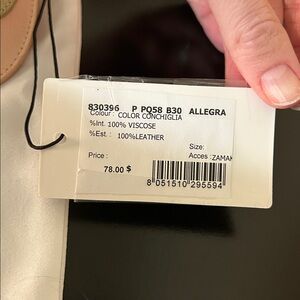 830396 P PQ58 B30 ALLEGRA
Colour : COLOR CONCHIGLIA
%Int. 100% VISCOSE
%Est. : 100%LEATHER
Size:
Price : Acces :ZAMAK
78.00 $
8 051510 295594